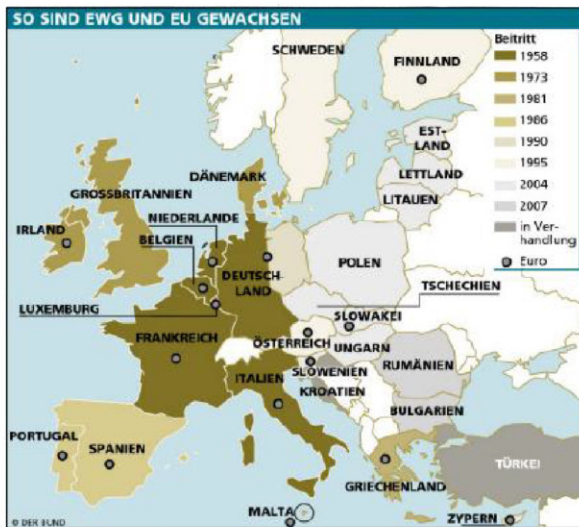 SO SIND EWG UND EU GEWACHSEN
Beitritt
1958
1973
1981
1986
1990
1995
2004
2007
in Ver-
handlung
Euro
SCHWEDEN
FINNLAND
EST-
LAND
LETTLAND
LITAUEN
DÄNEMARK
GROSSBRITANNIEN
IRLAND
NIEDERLANDE
BELGIEN
DEUTSCH-
LAND
POLEN
TSCHECHIEN
LUXEMBURG
SLOWAKEI
FRANKREICH
ÖSTERREICH
UNGARN
SLOWENIEN
RUMÄNIEN
ITALIEN
KROATIEN
BULGARIEN
PORTUGAL
SPANIEN
TÜRKEI
GRIECHENLAND
MALTA
ZYPERN
© DER BUND